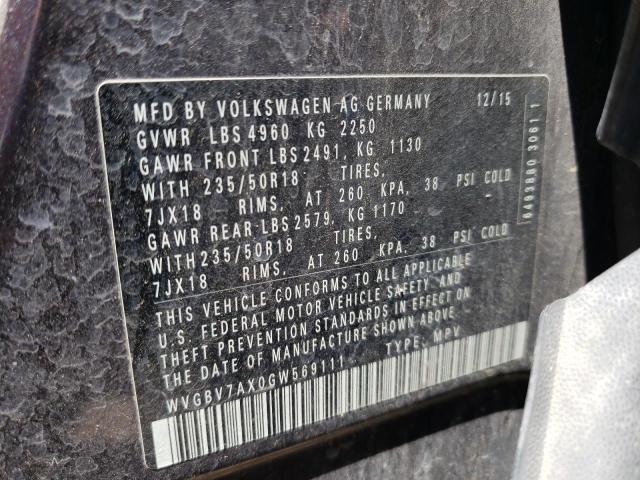 MFD BY VOLKSWAGEN AG GERMANY 12/15
GVWR LBS 4960 KG 2250
GAWR FRONT LBS 2491, KG 1130
WITH 235/50R18 TIRES,
7JX18 RIMS, AT 260 KPA, 38 PSI COLD
GAWR REAR LBS 2579, KG 1170
WITH 235/50R18 TIRES,
7JX18 RIMS, AT 260 KPA, 38 PSI COLD
THIS VEHICLE CONFORMS TO ALL APPLICABLE
U.S. FEDERAL MOTOR VEHICLE SAFETY AND
THEFT PREVENTION STANDARDS IN EFFECT ON
THE DATE OF MANUFACTURE SHOWN ABOVE
WVGBV7AX0GW569111 TYPE: MPV